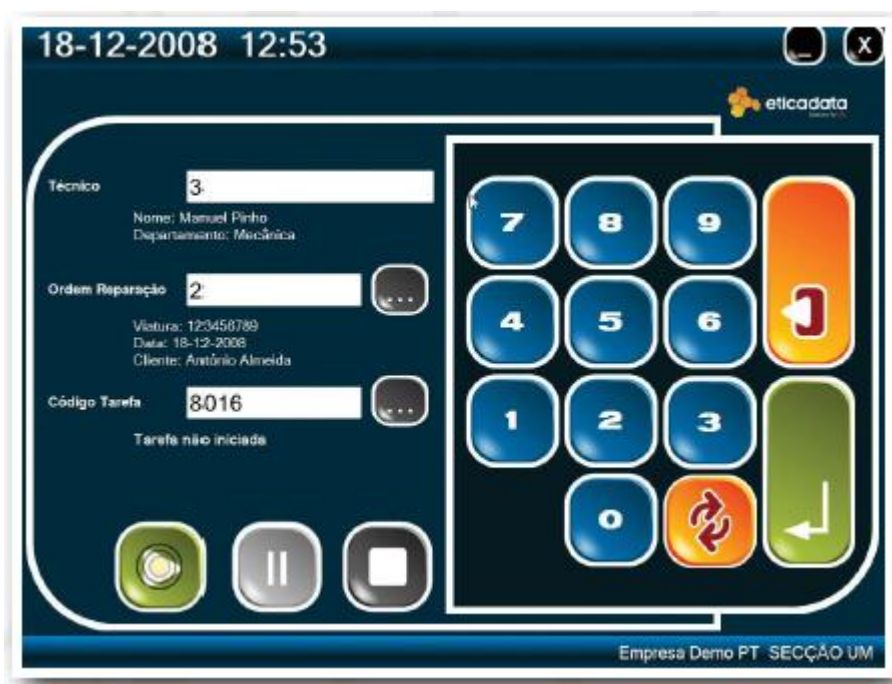 18-12-2008 12:53
X
eticadata
Técnico
3
Nome: Manuel Pinho
Departamento: Mecânica
Ordem Reparação
2
...
Viatura: 123456789
Data: 18-12-2008
Cliente: António Almeida
Código Tarefa
8016
...
Tarefa não iniciada
7 8 9
4 5 6
1 2 3
0
Empresa Demo PT SECÇÃO UM